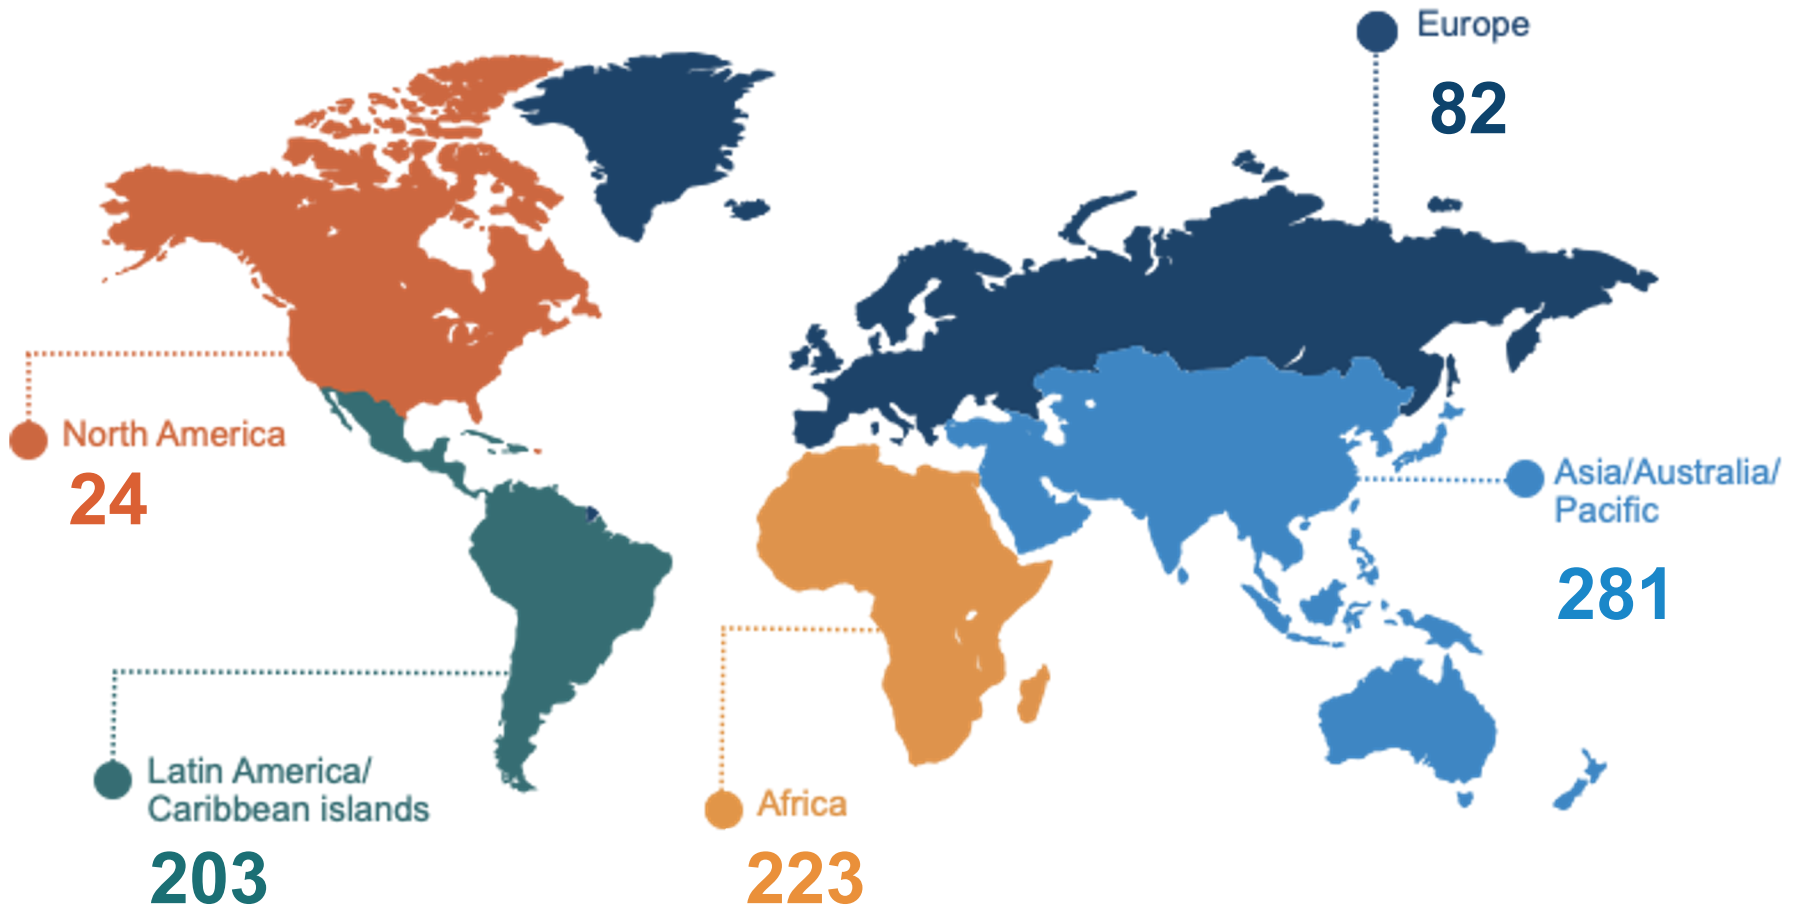 Europe
82
North America
24
Asia/Australia/
Pacific
281
Latin America/
Caribbean islands
203
Africa
223